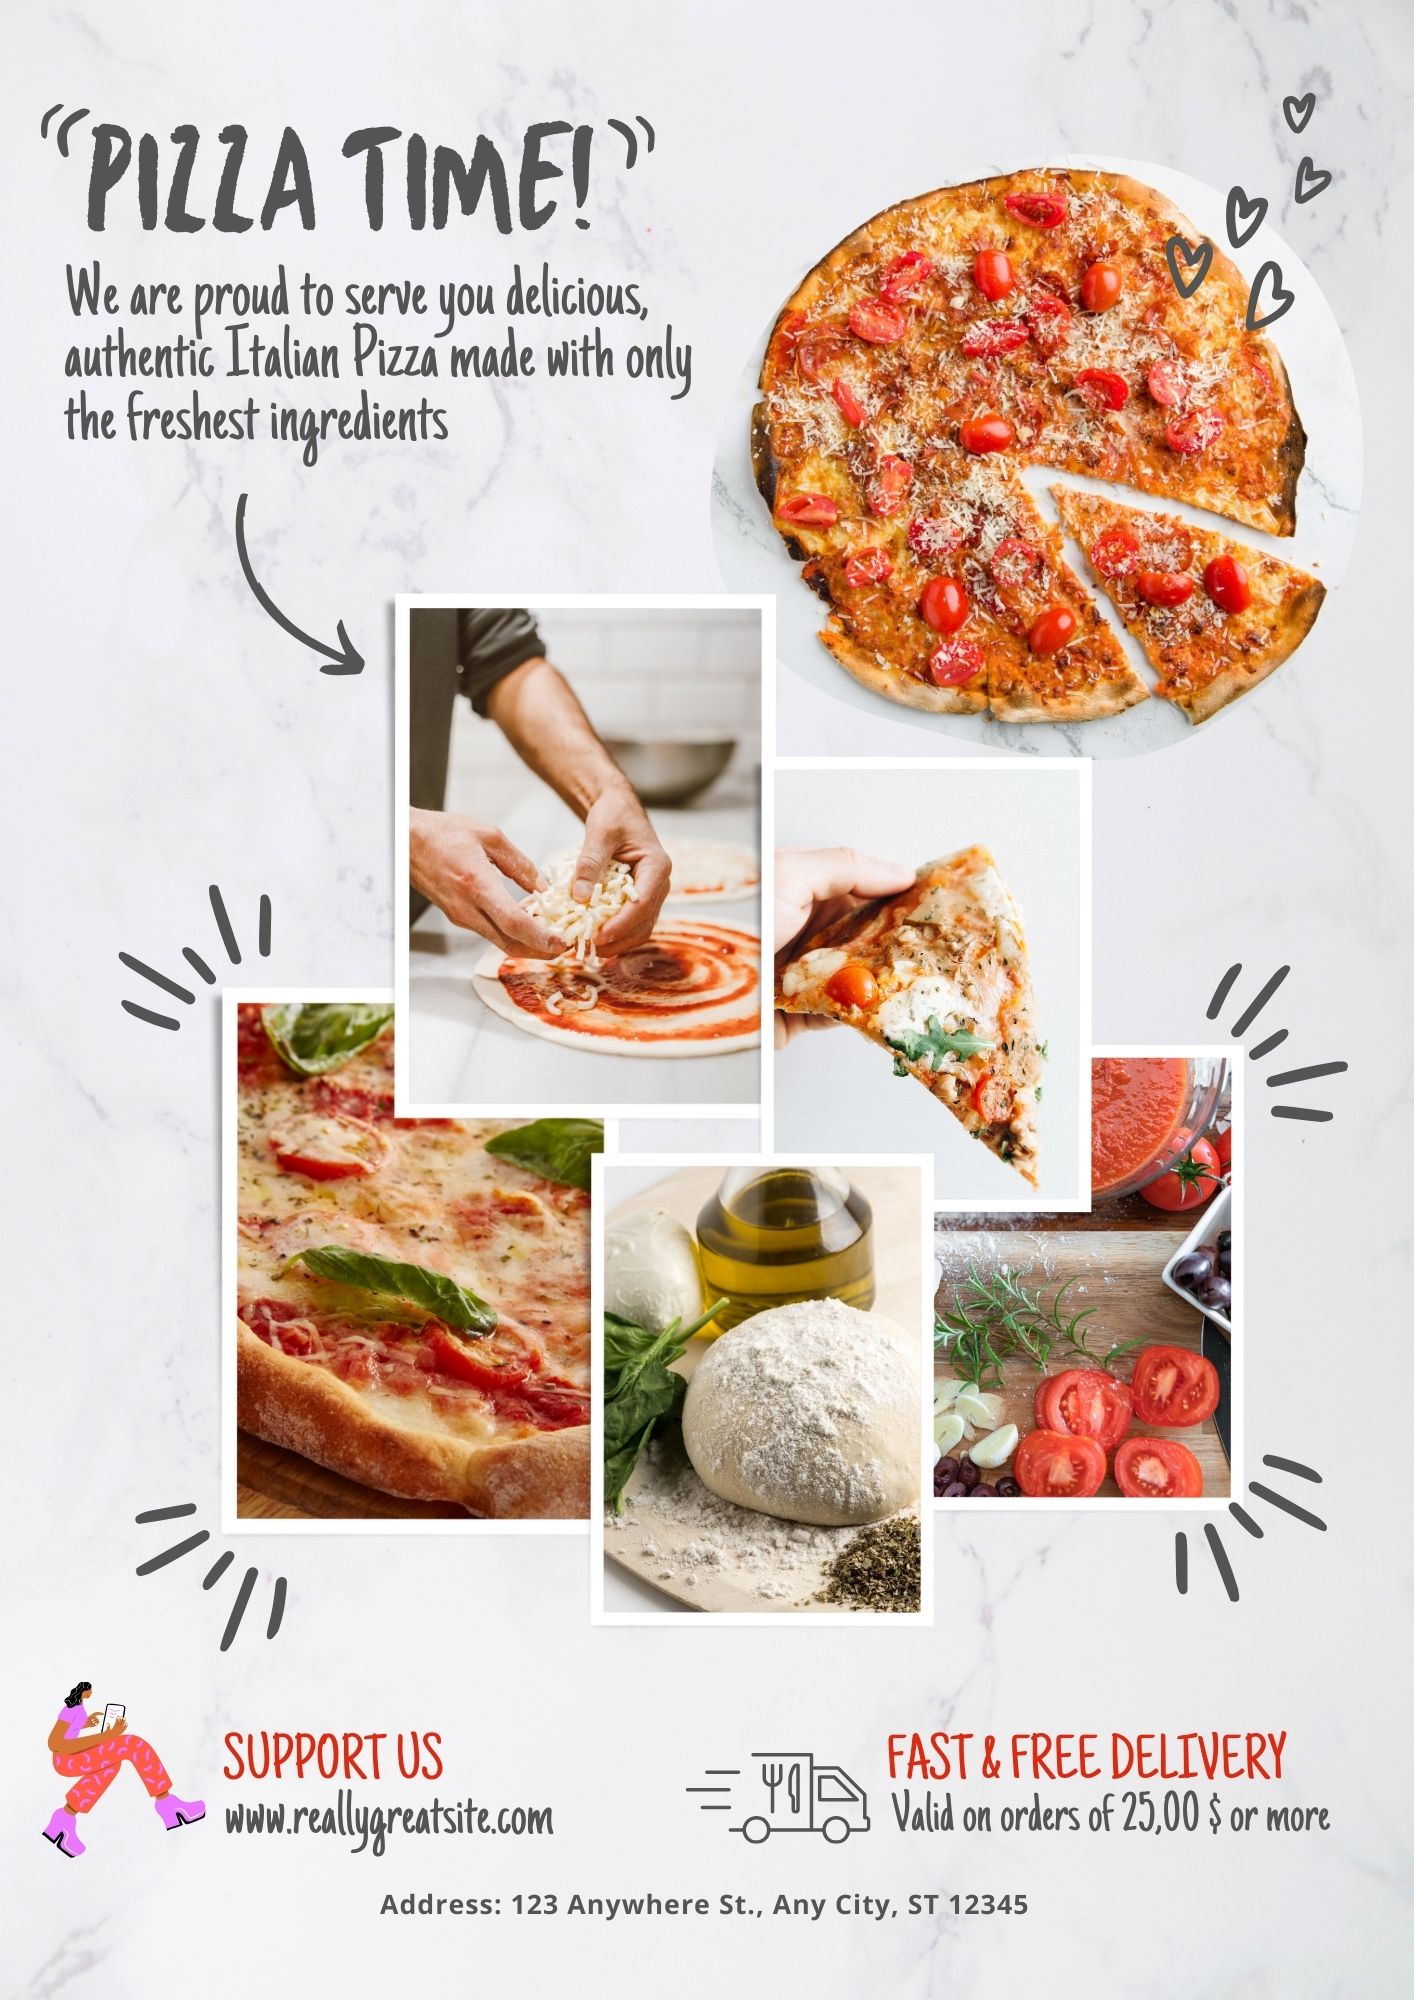 PIZZA TIME!
We are proud to serve you delicious,
authentic Italian Pizza made with only
the freshest ingredients
SUPPORT US
www.reallygreatsite.com
FAST & FREE DELIVERY
Valid on orders of 25,00 $ or more
Address: 123 Anywhere St., Any City, ST 12345